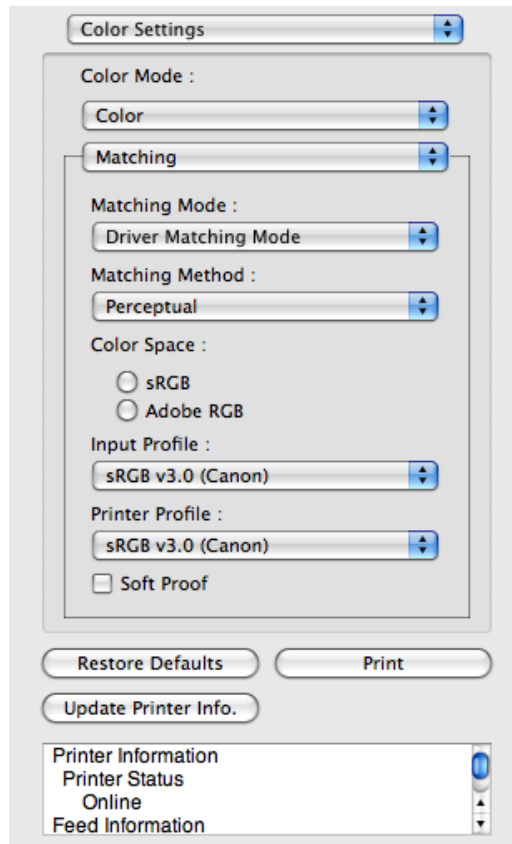 Color Settings
Color Mode :
Color
Matching
Matching Mode :
Driver Matching Mode
Matching Method :
Perceptual
Color Space :
sRGB
Adobe RGB
Input Profile :
sRGB v3.0 (Canon)
Printer Profile :
sRGB v3.0 (Canon)
Soft Proof
Restore Defaults Print
Update Printer Info.
Printer Information
Printer Status
Online
Feed Information